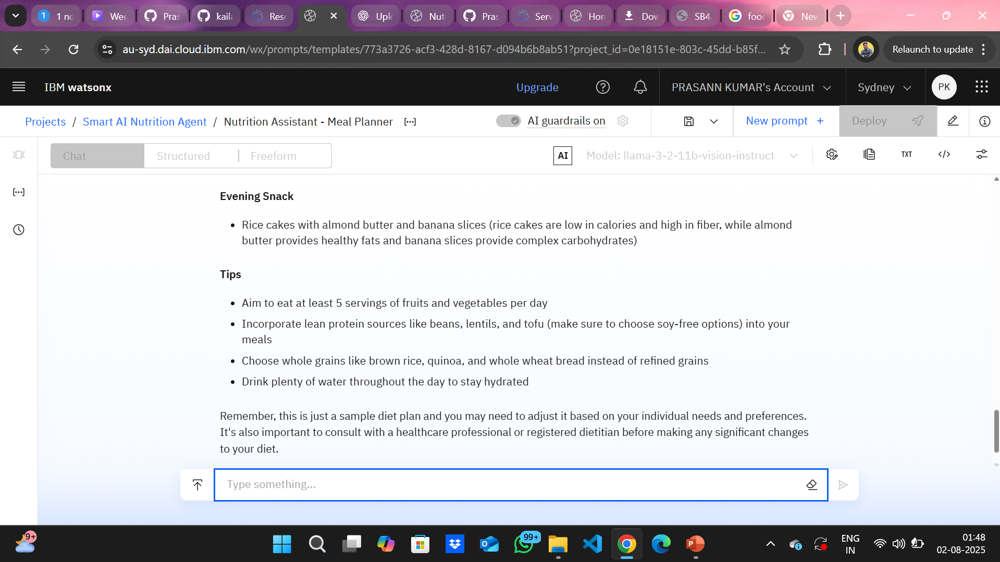 1 no
Wee
Pras
kaila
Reso
Uplo
Nutr
Pras
Serv
Hom
Dow
SB4A
food
New
au-syd.dai.cloud.ibm.com/wx/prompts/templates/773a3726-acf3-428d-8167-d094b6b8ab51?project_id=0e18151e-803c-45dd-b85f...
Relaunch to update
IBM watsonx
Upgrade
PRASANN KUMAR's Account
Sydney
PK
Projects / Smart AI Nutrition Agent / Nutrition Assistant - Meal Planner
AI guardrails on
New prompt +
Deploy
Chat
Structured
Freeform
AI
Model: llama-3-2-11b-vision-instruct
TXT
Evening Snack
• Rice cakes with almond butter and banana slices (rice cakes are low in calories and high in fiber, while almond
butter provides healthy fats and banana slices provide complex carbohydrates)
Tips
• Aim to eat at least 5 servings of fruits and vegetables per day
• Incorporate lean protein sources like beans, lentils, and tofu (make sure to choose soy-free options) into your
meals
• Choose whole grains like brown rice, quinoa, and whole wheat bread instead of refined grains
• Drink plenty of water throughout the day to stay hydrated
Remember, this is just a sample diet plan and you may need to adjust it based on your individual needs and preferences.
It's also important to consult with a healthcare professional or registered dietitian before making any significant changes
to your diet.
Type something...
9+
99+
ENG
IN
01:48
02-08-2025